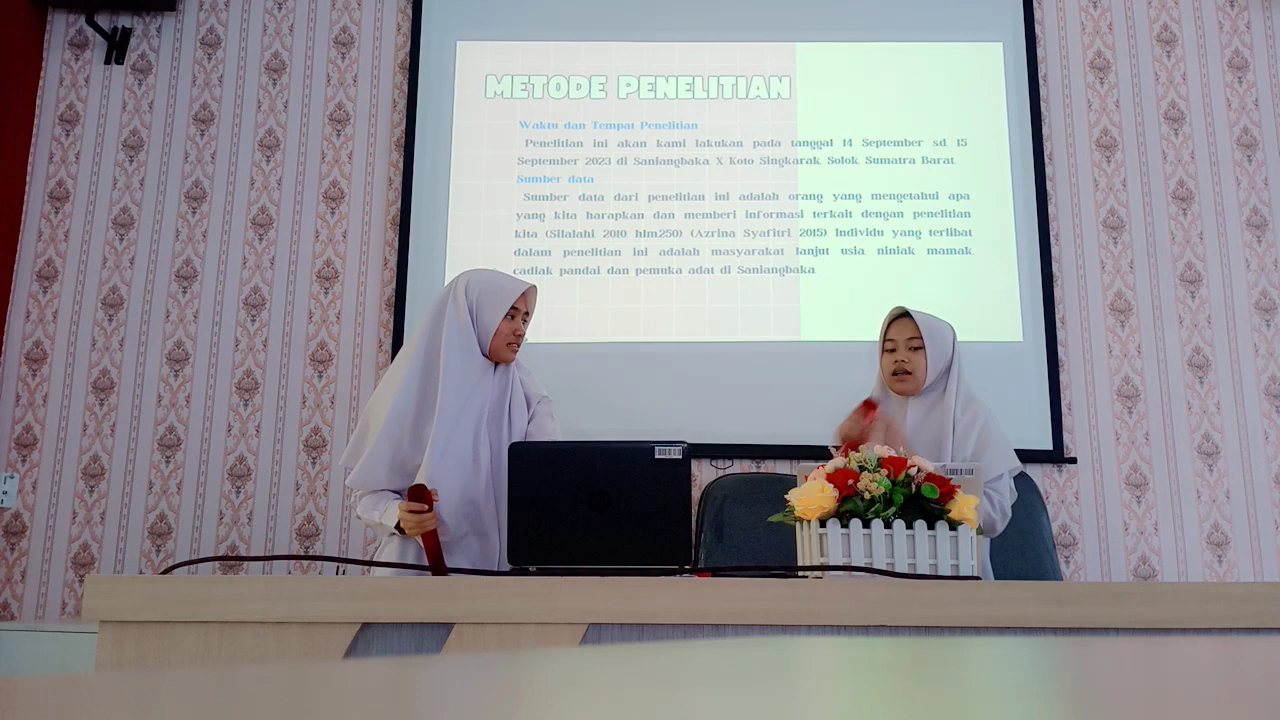 METODE PENELITIAN
Waktu dan Tempat Penelitian
Penelitian ini akan kami lakukan pada tanggal 14 September sd 15
September 2023 di Saniangbaka, X Koto Singkarak, Solok, Sumatra Barat
Sumber data
Sumber data dari penelitian ini adalah orang yang mengetahui apa
yang kita harapkan dan memberi informasi terkait dengan penelitian
kita (Silalahi 2010 hlm250) (Azrina Syafitri 2015) Individu yang terlibat
dalam penelitian ini adalah masyarakat lanjut usia niniak mamak
cadiak pandai dan pemuka adat di Saniangbaka